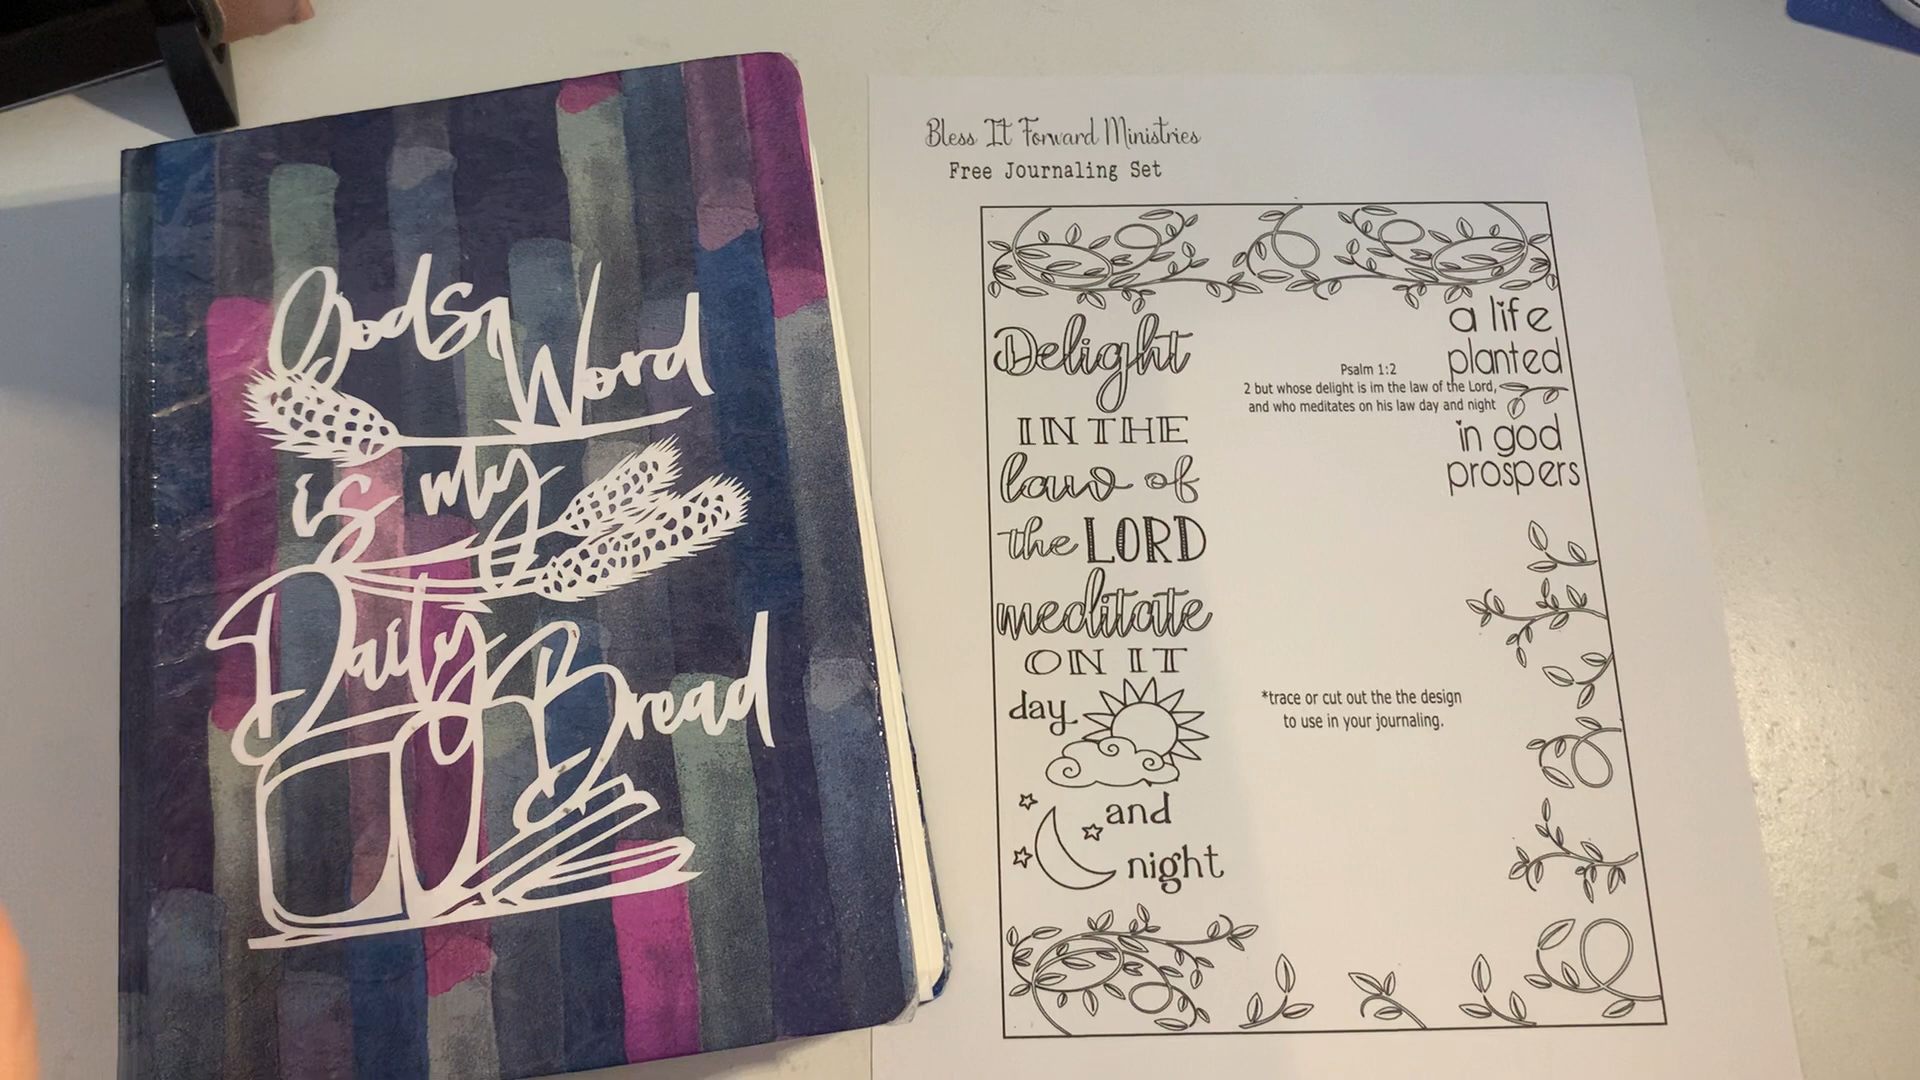 Gods Word
is my
Daily
Bread
Bless It Forward Ministries
Free Journaling Set
Delight
IN THE
law of
the LORD
meditate
ON IT
day
and
night
Psalm 1:2
2 but whose delight is im the law of the Lord,
and who meditates on his law day and night
*trace or cut out the the design
to use in your journaling.
a life
planted
in god
prospers